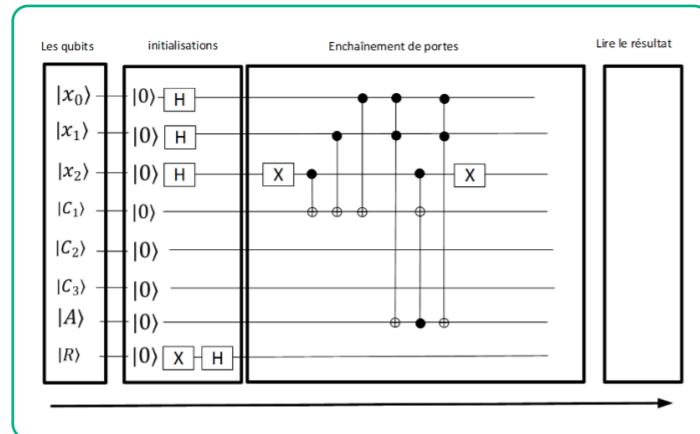 Les qubits initialisations Enchaînement de portes Lire le résultat
|x₀⟩ |0⟩ H
|x₁⟩ |0⟩ H
|x₂⟩ |0⟩ H X X
|C₁⟩ |0⟩
|C₂⟩ |0⟩
|C₃⟩ |0⟩
|A⟩ |0⟩
|R⟩ |0⟩ X H